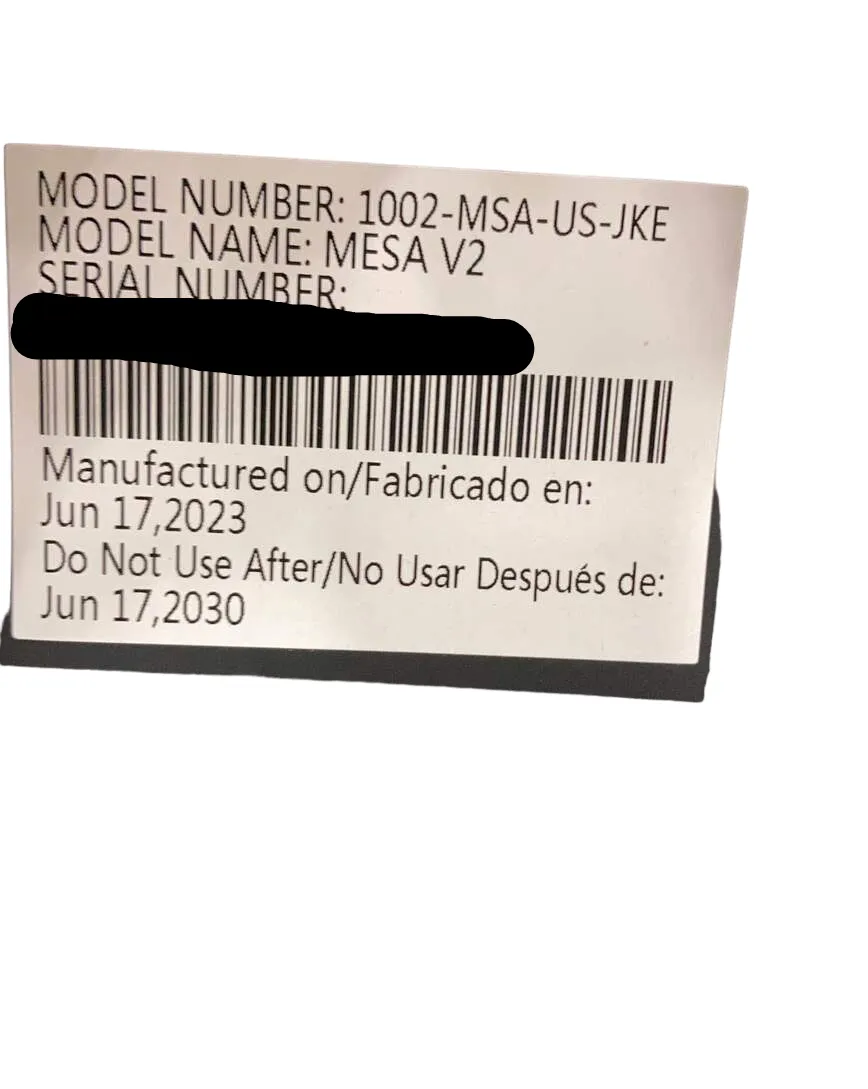 MODEL NUMBER: 1002-MSA-US-JKE
MODEL NAME: MESA V2
SERIAL NUMBER:
Manufactured on/Fabricado en:
Jun 17,2023
Do Not Use After/No Usar Después de:
Jun 17,2030